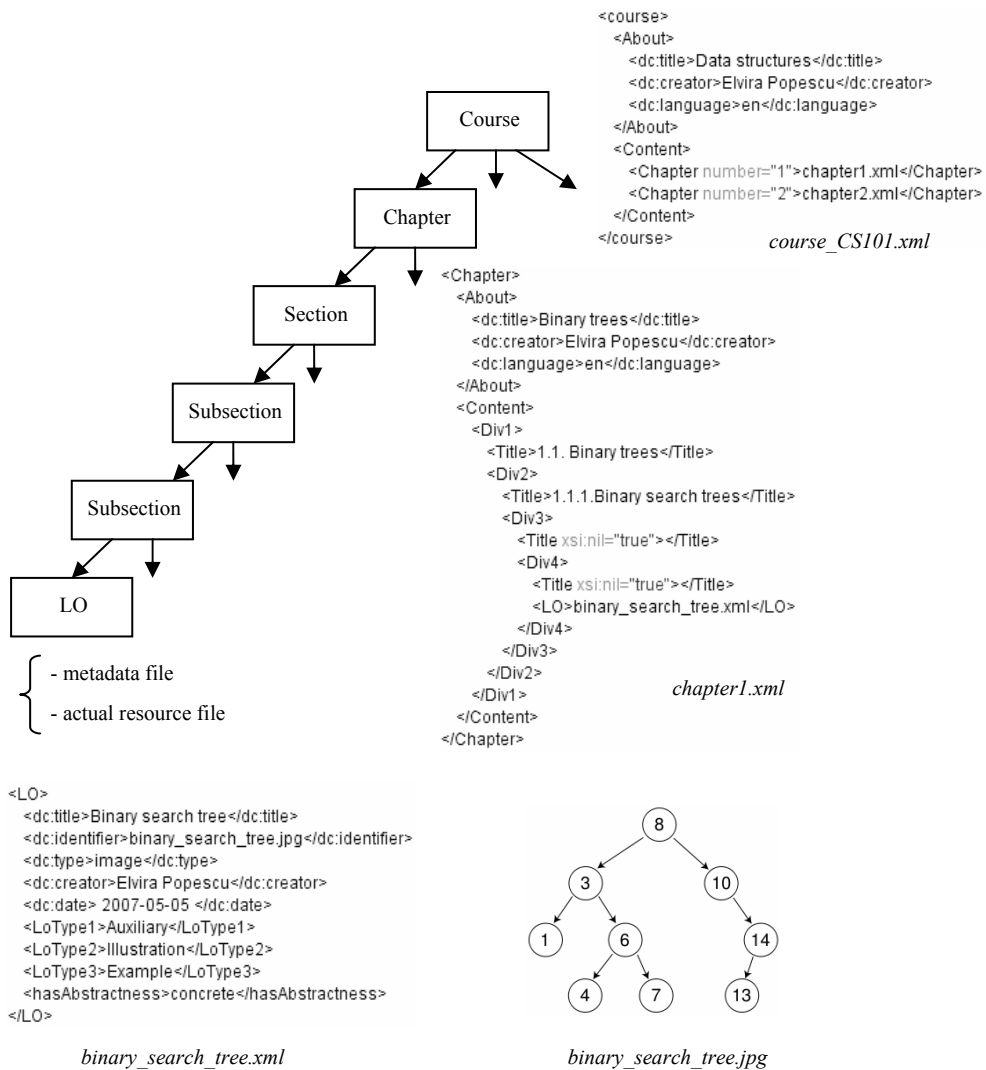 <course>
<About>
<dc:title>Data structures</dc:title>
<dc:creator>Elvira Popescu</dc:creator>
<dc:language>en</dc:language>
</About>
<Content>
<Chapter number="1">chapter1.xml</Chapter>
<Chapter number="2">chapter2.xml</Chapter>
</Content>
</course>
course_CS101.xml
Course
Chapter
Section
Subsection
Subsection
LO
- metadata file
- actual resource file
<Chapter>
<About>
<dc:title>Binary trees</dc:title>
<dc:creator>Elvira Popescu</dc:creator>
<dc:language>en</dc:language>
</About>
<Content>
<Div1>
<Title>1.1. Binary trees</Title>
<Div2>
<Title>1.1.1.Binary search trees</Title>
<Div3>
<Title xsi:nil="true"></Title>
<Div4>
<Title xsi:nil="true"></Title>
<LO>binary_search_tree.xml</LO>
</Div4>
</Div3>
</Div2>
</Div1>
</Content>
</Chapter>
chapter1.xml
<LO>
<dc:title>Binary search tree</dc:title>
<dc:identifier>binary_search_tree.jpg</dc:identifier>
<dc:type>image</dc:type>
<dc:creator>Elvira Popescu</dc:creator>
<dc:date> 2007-05-05 </dc:date>
<LoType1>Auxiliary</LoType1>
<LoType2>Illustration</LoType2>
<LoType3>Example</LoType3>
<hasAbstractness>concrete</hasAbstractness>
</LO>
binary_search_tree.xml
8
3 10
1 6 14
4 7 13
binary_search_tree.jpg